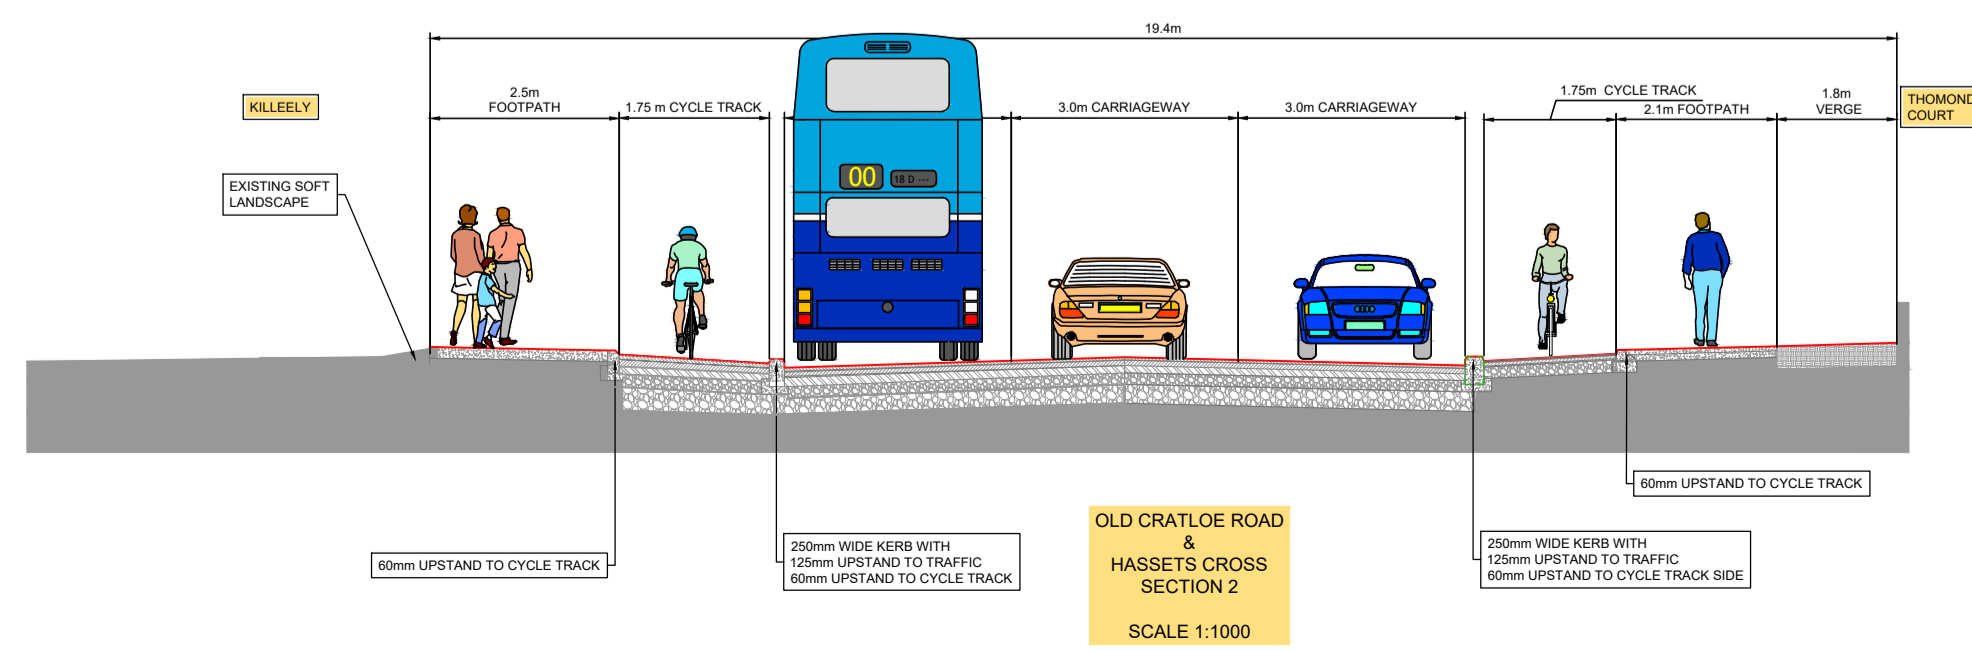 19.4m
KILLEELY
2.5m
FOOTPATH
1.75 m CYCLE TRACK
3.0m CARRIAGEWAY
3.0m CARRIAGEWAY
1.75m CYCLE TRACK
2.1m FOOTPATH
1.8m
VERGE
THOMOND
COURT
EXISTING SOFT
LANDSCAPE
00
18 D ---
60mm UPSTAND TO CYCLE TRACK
250mm WIDE KERB WITH
125mm UPSTAND TO TRAFFIC
60mm UPSTAND TO CYCLE TRACK
OLD CRATLOE ROAD
&
HASSETS CROSS
SECTION 2
SCALE 1:1000
250mm WIDE KERB WITH
125mm UPSTAND TO TRAFFIC
60mm UPSTAND TO CYCLE TRACK SIDE
60mm UPSTAND TO CYCLE TRACK